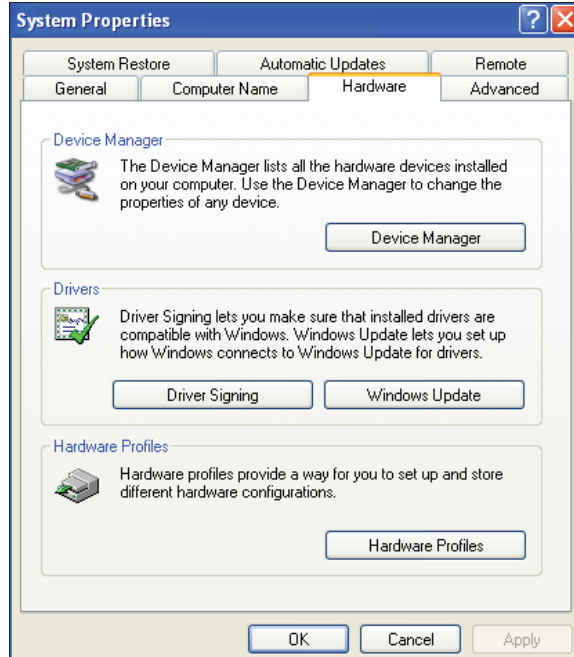 System Properties
System Restore Automatic Updates Remote
General Computer Name Hardware Advanced
Device Manager
The Device Manager lists all the hardware devices installed
on your computer. Use the Device Manager to change the
properties of any device.
Device Manager
Drivers
Driver Signing lets you make sure that installed drivers are
compatible with Windows. Windows Update lets you set up
how Windows connects to Windows Update for drivers.
Driver Signing Windows Update
Hardware Profiles
Hardware profiles provide a way for you to set up and store
different hardware configurations.
Hardware Profiles
OK Cancel Apply